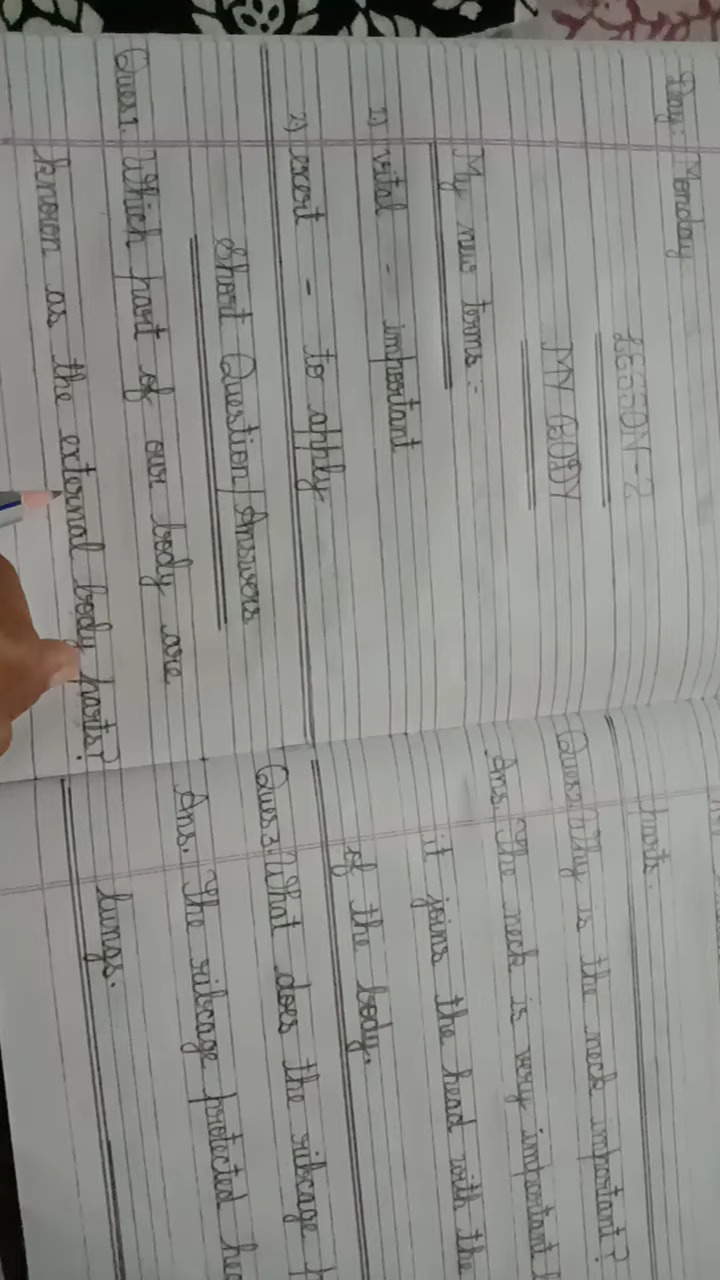 Day: Monday
LESSON-2
MY BODY
My new terms:-
1) vital - important
2) exert - to apply
Short Question/Answers
Ques1. Which part of our body are
known as the external body parts?
parts.
Ques2. Why is the neck important?
Ans. The neck is very important
it joins the head with the
of the body.
Ques3. What does the ribcage
Ans. The ribcage protected
lungs.